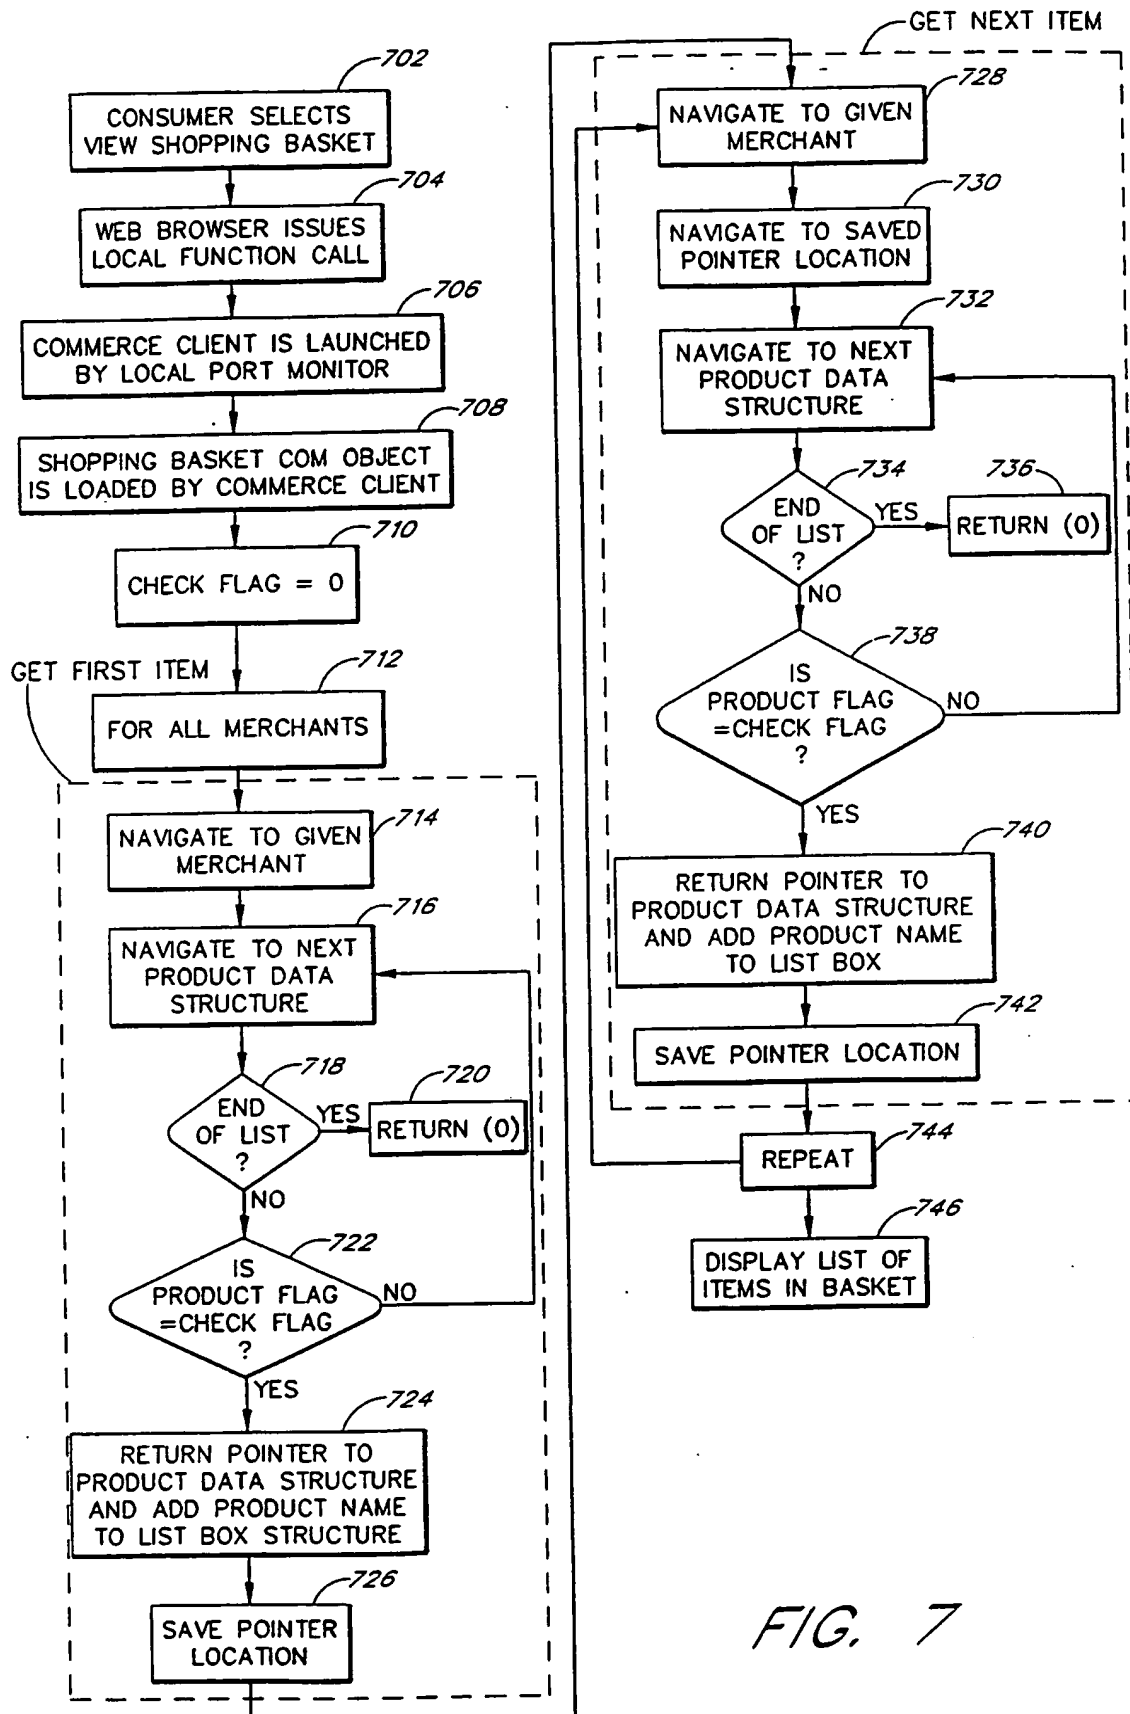 702
CONSUMER SELECTS
VIEW SHOPPING BASKET
704
WEB BROWSER ISSUES
LOCAL FUNCTION CALL
706
COMMERCE CLIENT IS LAUNCHED
BY LOCAL PORT MONITOR
708
SHOPPING BASKET COM OBJECT
IS LOADED BY COMMERCE CLIENT
710
CHECK FLAG = 0
GET FIRST ITEM
712
FOR ALL MERCHANTS
714
NAVIGATE TO GIVEN
MERCHANT
716
NAVIGATE TO NEXT
PRODUCT DATA
STRUCTURE
718
END
OF LIST
?
YES
720
RETURN (0)
NO
722
IS
PRODUCT FLAG
=CHECK FLAG
?
NO
YES
724
RETURN POINTER TO
PRODUCT DATA STRUCTURE
AND ADD PRODUCT NAME
TO LIST BOX STRUCTURE
726
SAVE POINTER
LOCATION
GET NEXT ITEM
728
NAVIGATE TO GIVEN
MERCHANT
730
NAVIGATE TO SAVED
POINTER LOCATION
732
NAVIGATE TO NEXT
PRODUCT DATA
STRUCTURE
734
END
OF LIST
?
YES
736
RETURN (0)
NO
738
IS
PRODUCT FLAG
=CHECK FLAG
?
NO
YES
740
RETURN POINTER TO
PRODUCT DATA STRUCTURE
AND ADD PRODUCT NAME
TO LIST BOX
742
SAVE POINTER LOCATION
744
REPEAT
746
DISPLAY LIST OF
ITEMS IN BASKET
FIG. 7